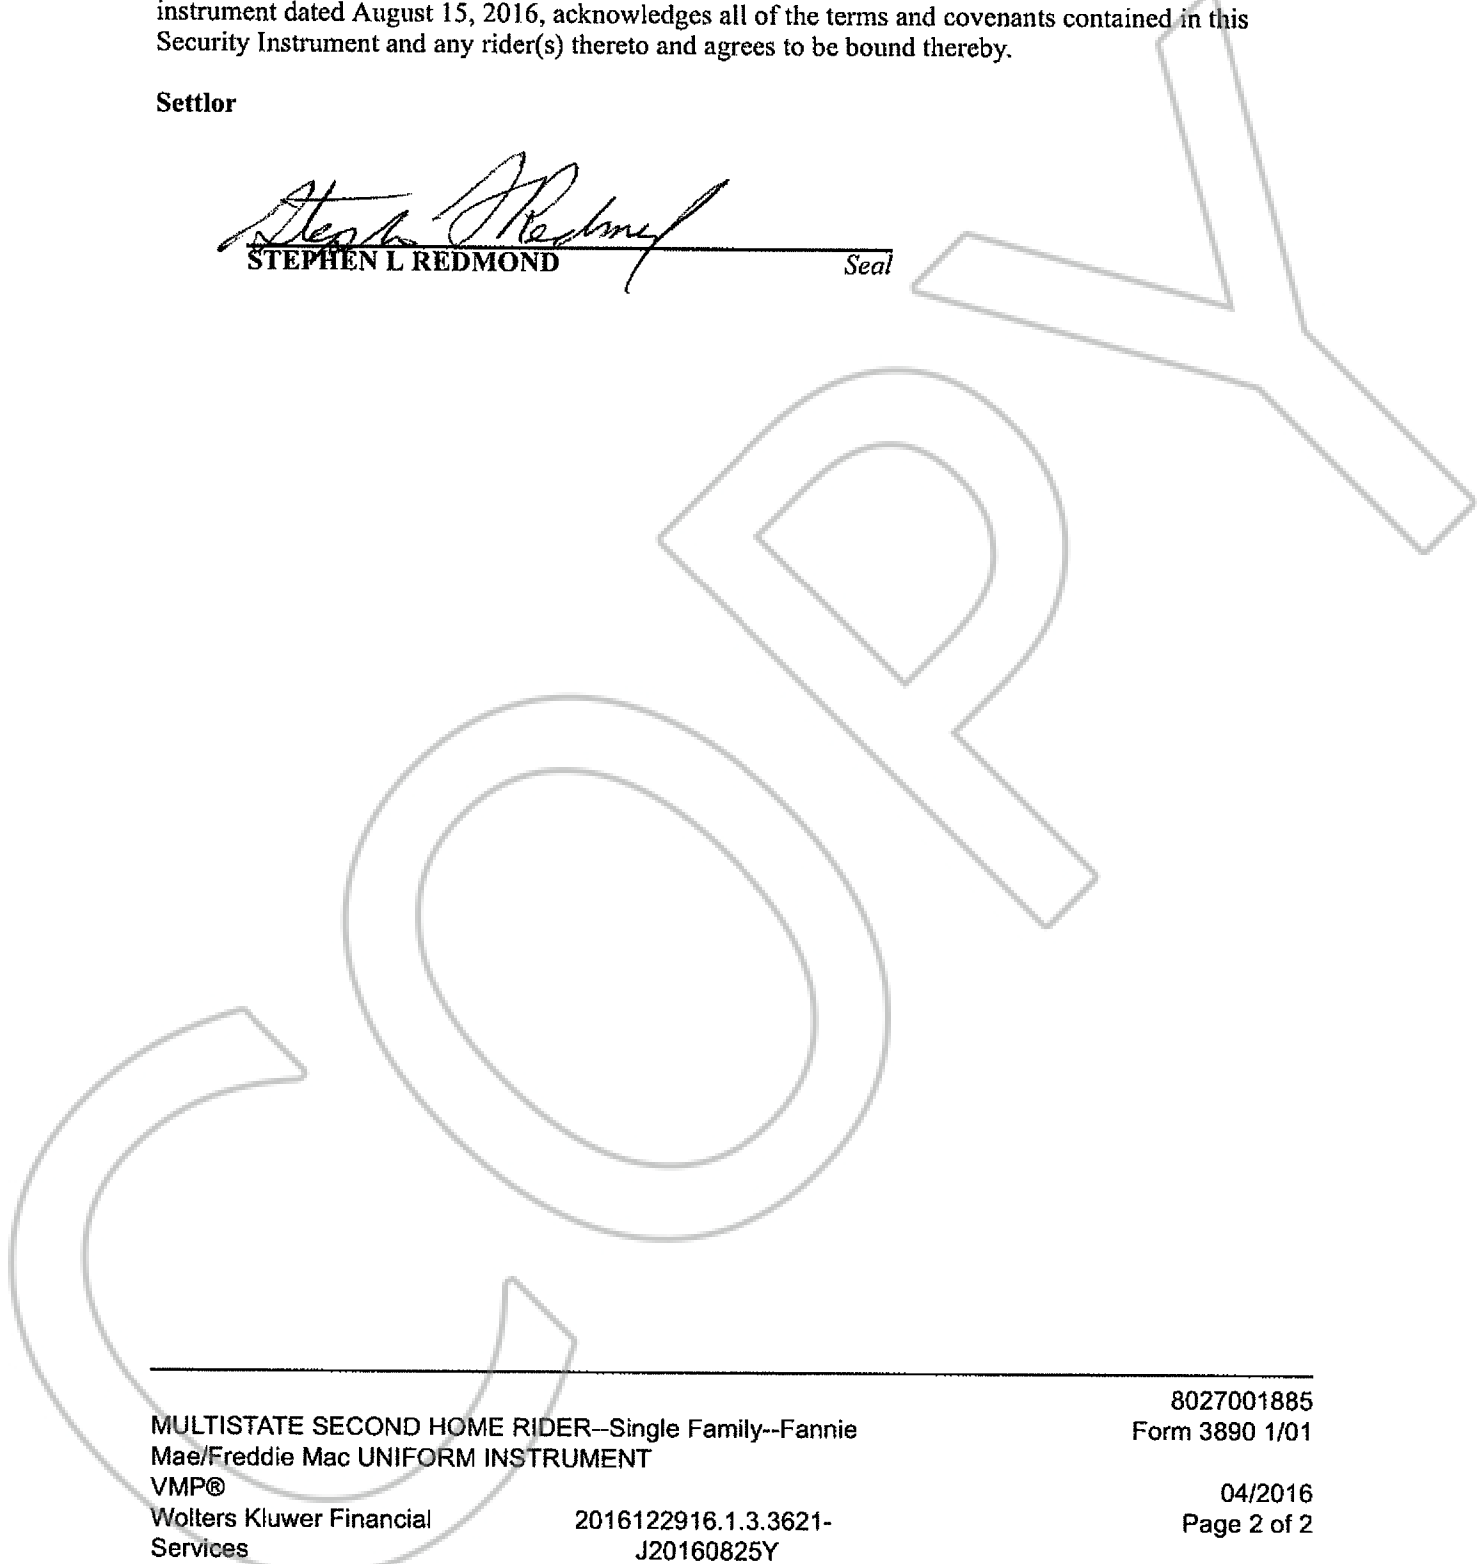 instrument dated August 15, 2016, acknowledges all of the terms and covenants contained in this
Security Instrument and any rider(s) thereto and agrees to be bound thereby.
Settlor
Stephen L Redmond
STEPHEN L REDMOND Seal
COPY
8027001885
MULTISTATE SECOND HOME RIDER--Single Family--Fannie Form 3890 1/01
Mae/Freddie Mac UNIFORM INSTRUMENT
VMP® 04/2016
Wolters Kluwer Financial 2016122916.1.3.3621- Page 2 of 2
Services J20160825Y